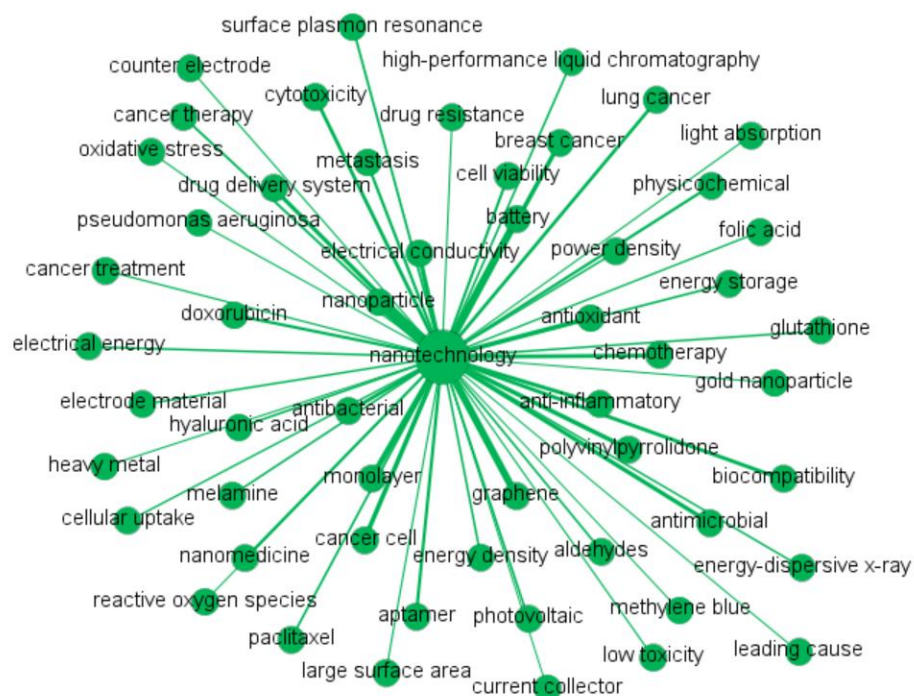 surface plasmon resonance
high-performance liquid chromatography
counter electrode
cytotoxicity
lung cancer
cancer therapy
drug resistance
light absorption
breast cancer
oxidative stress
metastasis
cell viability
drug delivery system
physicochemical
pseudomonas aeruginosa
battery
folic acid
electrical conductivity
power density
cancer treatment
energy storage
nanoparticle
doxorubicin
antioxidant
glutathione
electrical energy
nanotechnology
chemotherapy
gold nanoparticle
electrode material
antibacterial
anti-inflammatory
hyaluronic acid
polyvinylpyrrolidone
heavy metal
monolayer
biocompatibility
melamine
graphene
cellular uptake
antimicrobial
cancer cell
nanomedicine
energy density
aldehydes
energy-dispersive x-ray
reactive oxygen species
aptamer
photovoltaic
methylene blue
paclitaxel
low toxicity
leading cause
large surface area
current collector